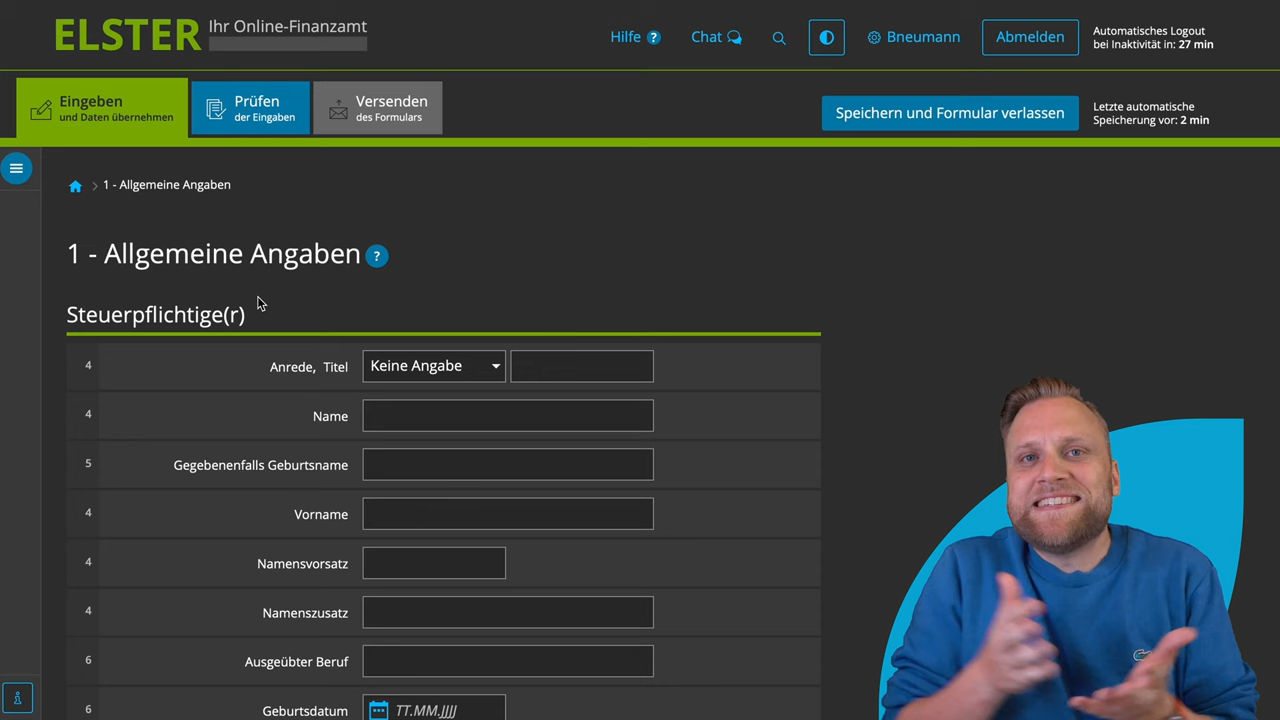 ELSTER Ihr Online-Finanzamt
Hilfe ?
Chat
Bneumann
Abmelden
Automatisches Logout
bei Inaktivität in: 27 min
Eingeben
und Daten übernehmen
Prüfen
der Eingaben
Versenden
des Formulars
Speichern und Formular verlassen
Letzte automatische
Speicherung vor: 2 min
1 - Allgemeine Angaben
1 - Allgemeine Angaben ?
Steuerpflichtige(r)
4 Anrede, Titel Keine Angabe
4 Name
5 Gegebenenfalls Geburtsname
4 Vorname
4 Namensvorsatz
4 Namenszusatz
6 Ausgeübter Beruf
6 Geburtsdatum TT.MM.JJJJ
i